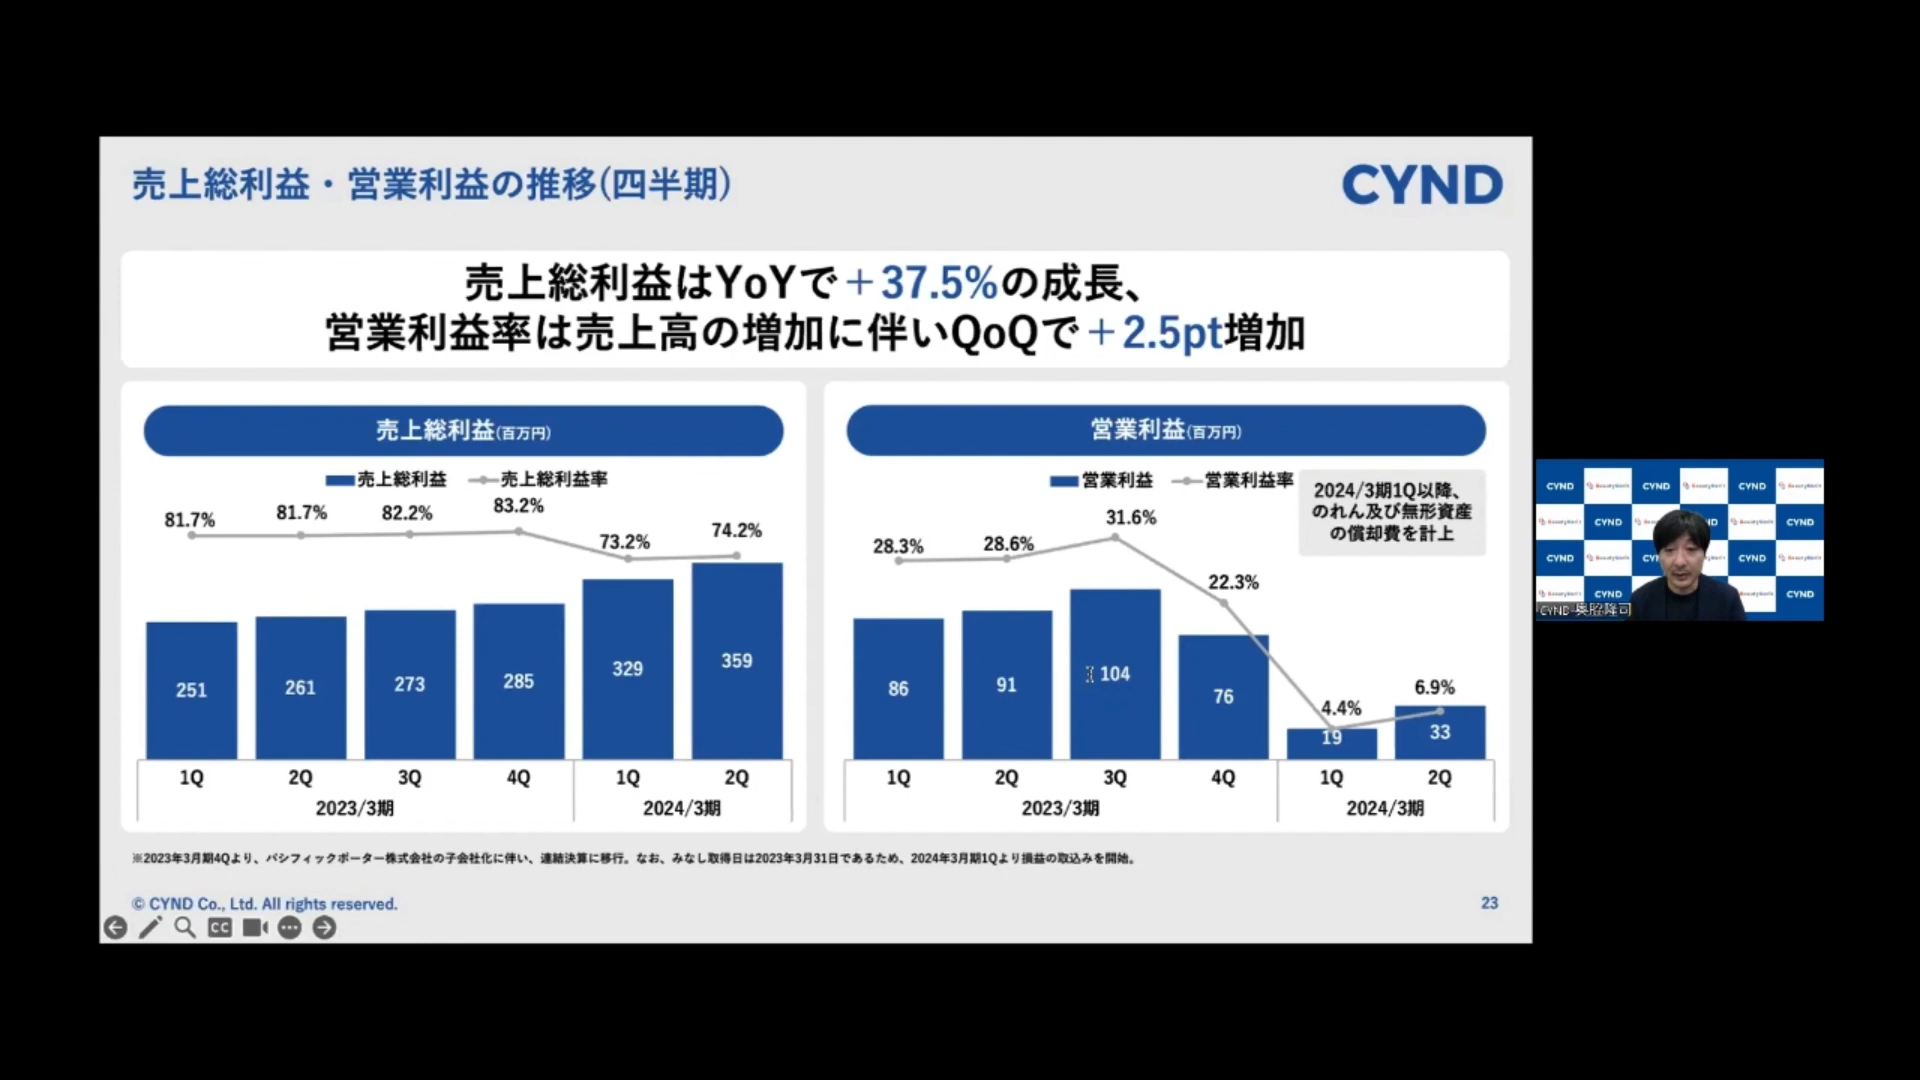 売上総利益・営業利益の推移(四半期)
CYND
売上総利益はYoYで+37.5%の成長、
営業利益率は売上高の増加に伴いQoQで+2.5pt増加
売上総利益(百万円)
売上総利益 売上総利益率
81.7% 81.7% 82.2% 83.2% 73.2% 74.2%
251 261 273 285 329 359
1Q 2Q 3Q 4Q 1Q 2Q
2023/3期 2024/3期
営業利益(百万円)
営業利益 営業利益率
2024/3期1Q以降、
のれん及び無形資産
の償却費を計上
28.3% 28.6% 31.6% 22.3% 4.4% 6.9%
86 91 104 76 19 33
1Q 2Q 3Q 4Q 1Q 2Q
2023/3期 2024/3期
※2023年3月期4Qより、パシフィックポーター株式会社の子会社化に伴い、連結決算に移行。なお、みなし取得日は2023年3月31日であるため、2024年3月期1Qより損益の取込みを開始。
© CYND Co., Ltd. All rights reserved.
23
CC
CYND CYND CYND
CYND CYND
CYND CYND
CYND CYND
CYND-奥脇隆司